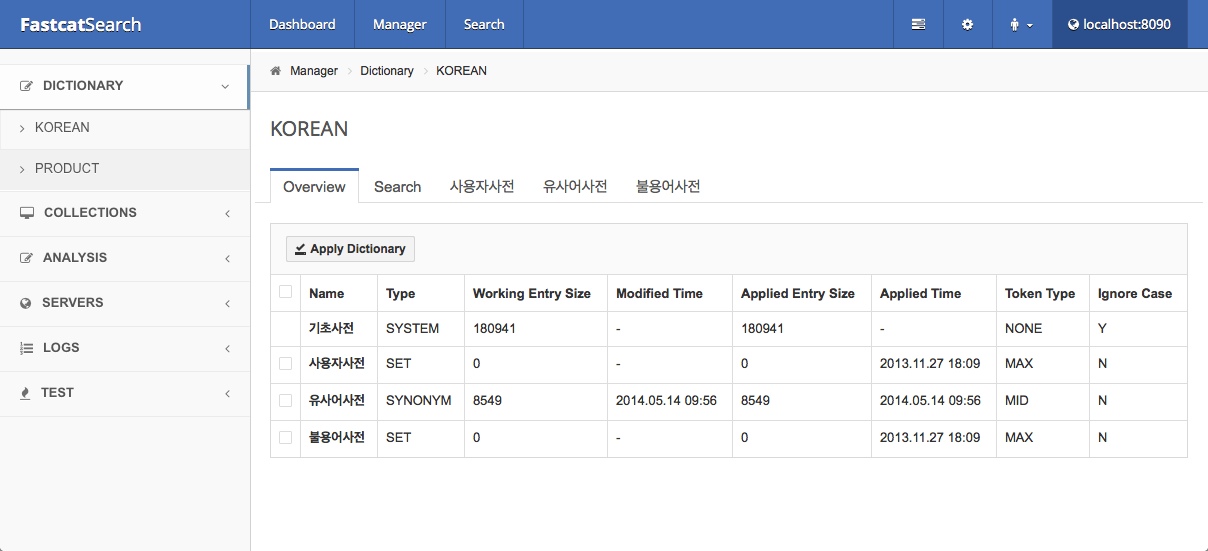 FastcatSearch Dashboard Manager Search localhost:8090
DICTIONARY
KOREAN
PRODUCT
COLLECTIONS
ANALYSIS
SERVERS
LOGS
TEST
Manager Dictionary KOREAN
KOREAN
Overview Search 사용자사전 유사어사전 불용어사전
Apply Dictionary
Name Type Working Entry Size Modified Time Applied Entry Size Applied Time Token Type Ignore Case
기초사전 SYSTEM 180941 - 180941 - NONE Y
사용자사전 SET 0 - 0 2013.11.27 18:09 MAX N
유사어사전 SYNONYM 8549 2014.05.14 09:56 8549 2014.05.14 09:56 MID N
불용어사전 SET 0 - 0 2013.11.27 18:09 MAX N